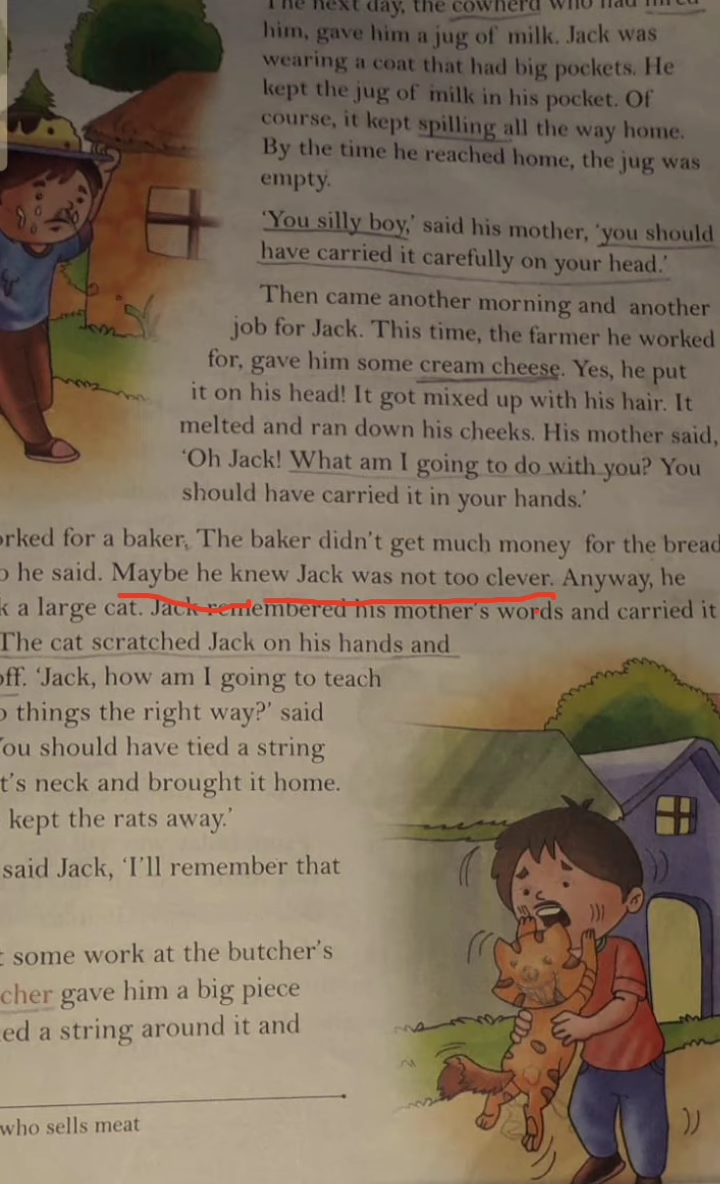 The next day, the cowherd who had hired
him, gave him a jug of milk. Jack was
wearing a coat that had big pockets. He
kept the jug of milk in his pocket. Of
course, it kept spilling all the way home.
By the time he reached home, the jug was
empty.
‘You silly boy,’ said his mother, ‘you should
have carried it carefully on your head.’
Then came another morning and another
job for Jack. This time, the farmer he worked
for, gave him some cream cheese. Yes, he put
it on his head! It got mixed up with his hair. It
melted and ran down his cheeks. His mother said,
‘Oh Jack! What am I going to do with you? You
should have carried it in your hands.’
orked for a baker. The baker didn’t get much money for the bread
o he said. Maybe he knew Jack was not too clever. Anyway, he
k a large cat. Jack remembered his mother’s words and carried it
The cat scratched Jack on his hands and
off. ‘Jack, how am I going to teach
o things the right way?’ said
You should have tied a string
t’s neck and brought it home.
kept the rats away.’
said Jack, ‘I’ll remember that
t some work at the butcher’s
cher gave him a big piece
ed a string around it and
who sells meat